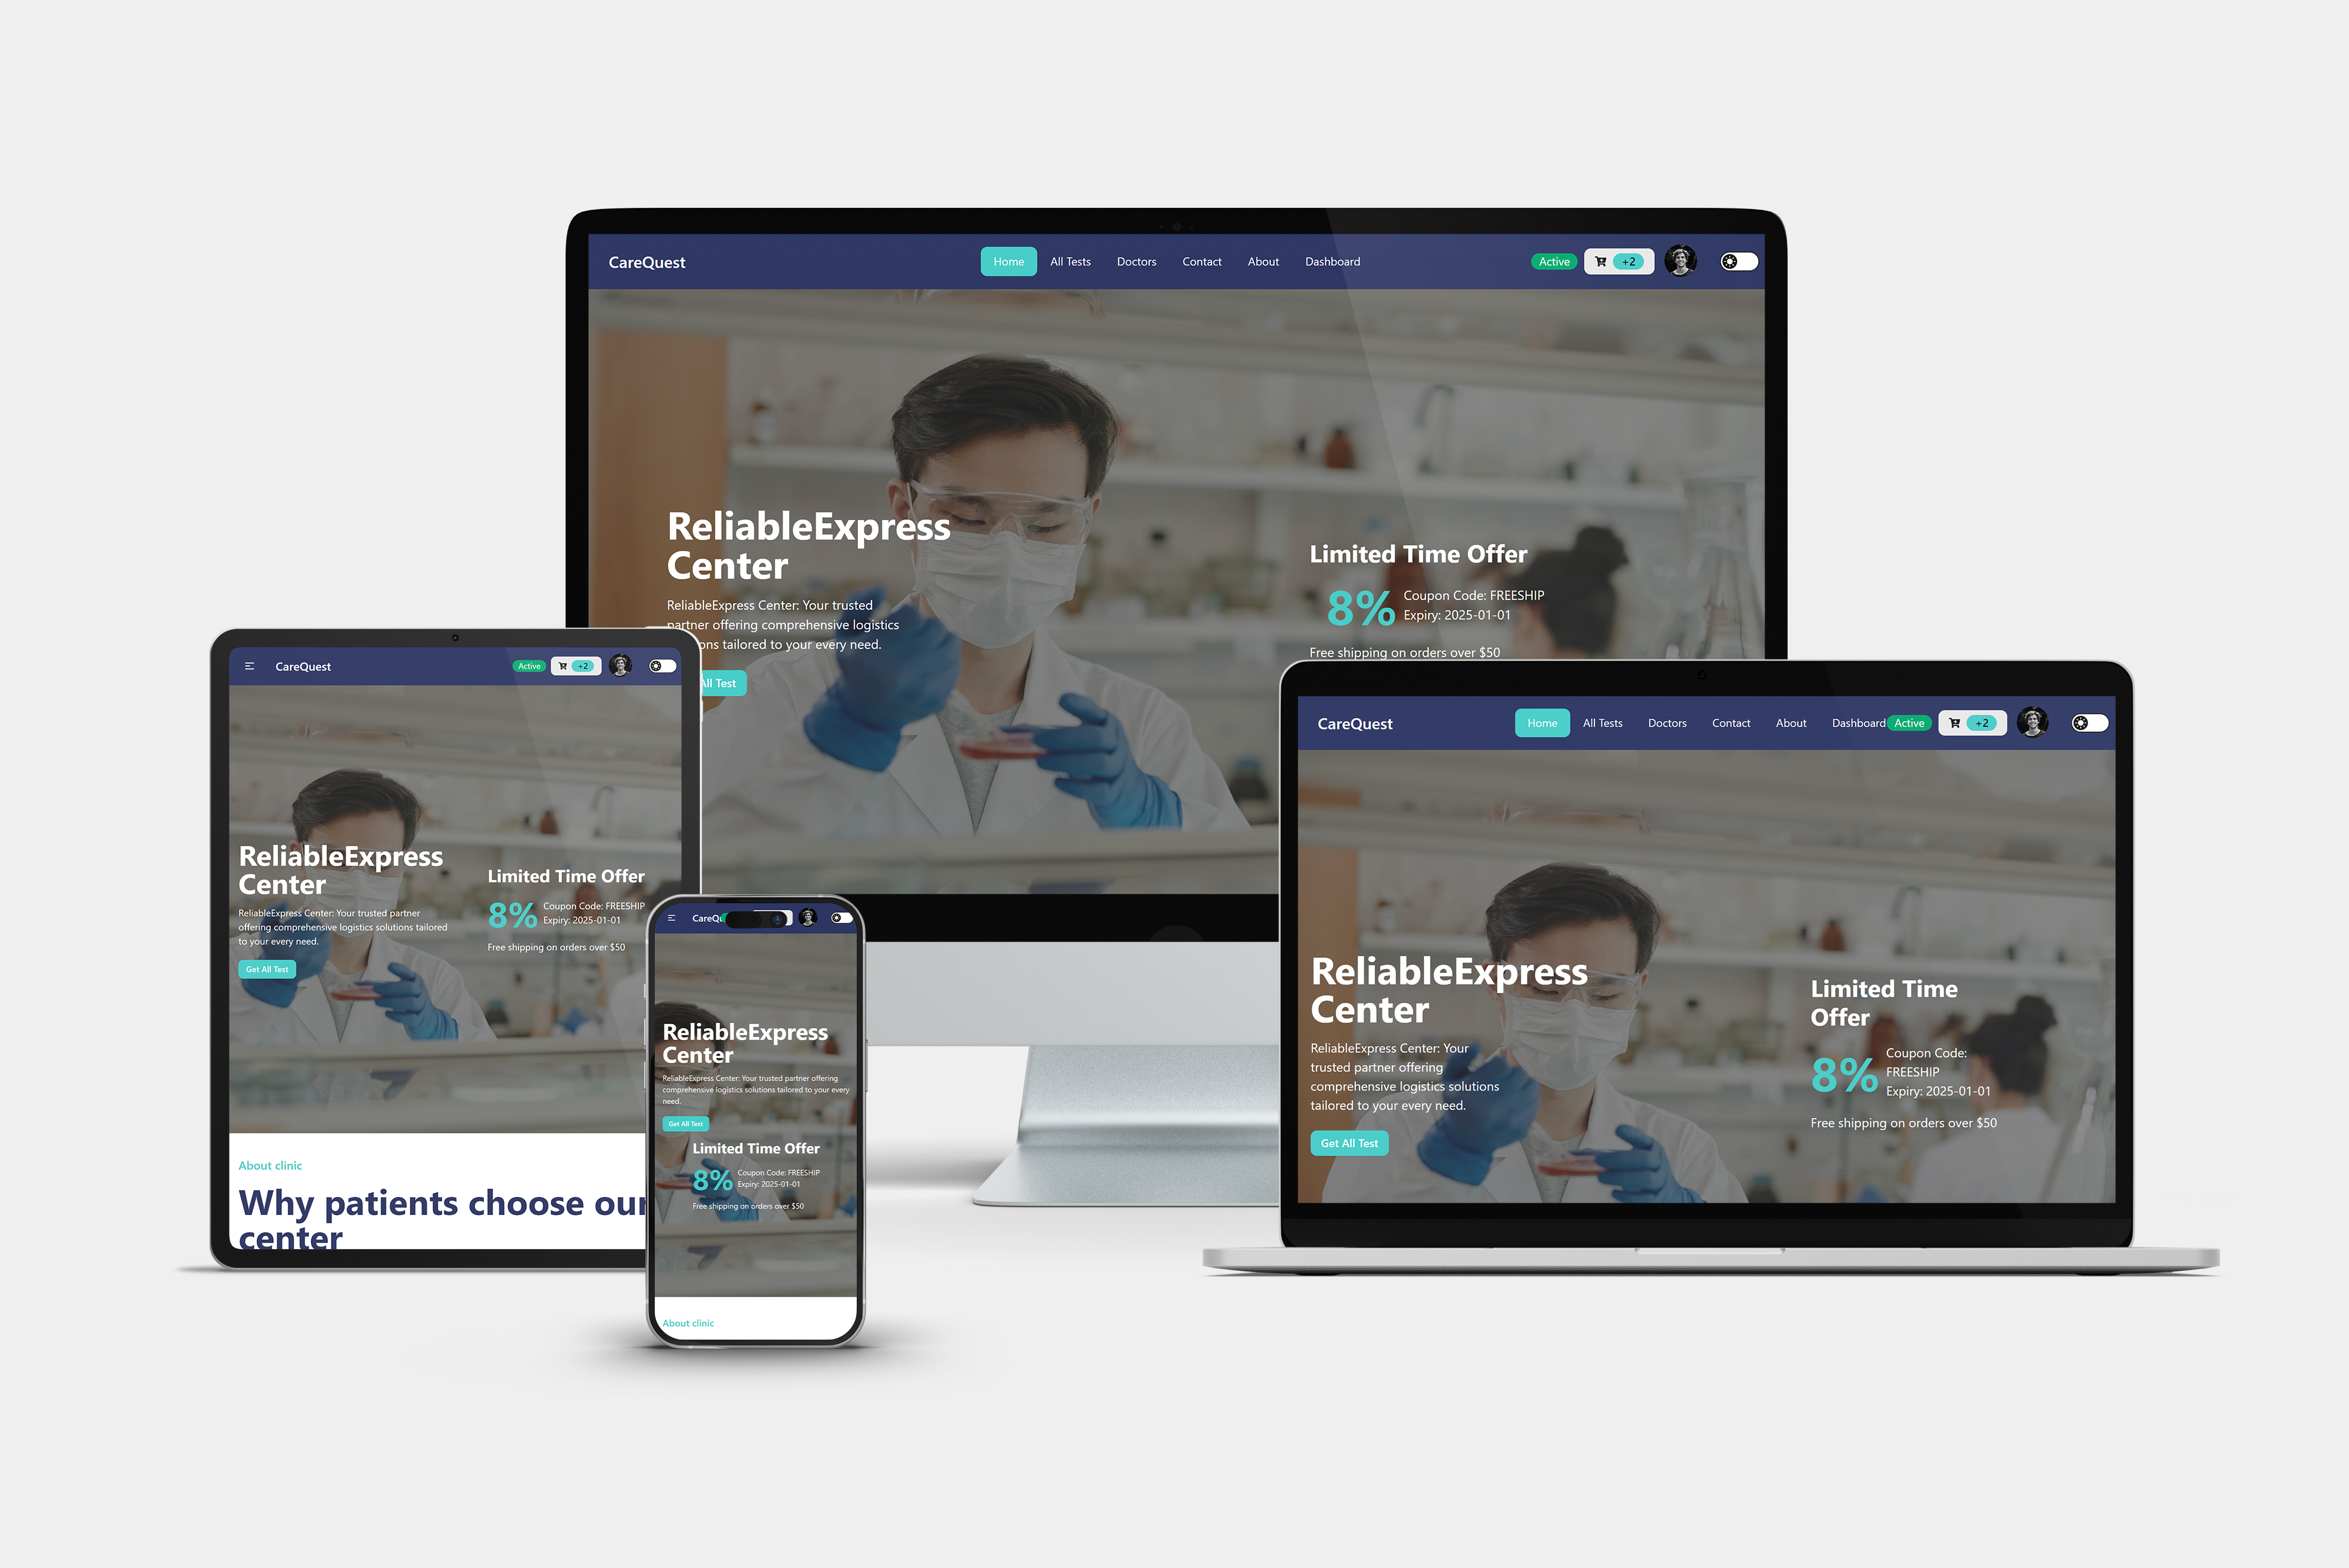 CareQuest
Home All Tests Doctors Contact About Dashboard
Active +2
ReliableExpress
Center
ReliableExpress Center: Your trusted
partner offering comprehensive logistics
ons tailored to your every need.
All Test
Limited Time Offer
8%
Coupon Code: FREESHIP
Expiry: 2025-01-01
Free shipping on orders over $50
CareQuest
Active +2
ReliableExpress
Center
ReliableExpress Center: Your trusted partner
offering comprehensive logistics solutions tailored
to your every need.
Get All Test
Limited Time Offer
8%
Coupon Code: FREESHIP
Expiry: 2025-01-01
Free shipping on orders over $50
About clinic
Why patients choose our
center
CareQ
ReliableExpress
Center
ReliableExpress Center: Your trusted partner offering
comprehensive logistics solutions tailored to your every
need.
Get All Test
Limited Time Offer
8%
Coupon Code: FREESHIP
Expiry: 2025-01-01
Free shipping on orders over $50
About clinic
CareQuest
Home All Tests Doctors Contact About Dashboard Active +2
ReliableExpress
Center
ReliableExpress Center: Your
trusted partner offering
comprehensive logistics solutions
tailored to your every need.
Get All Test
Limited Time
Offer
8%
Coupon Code:
FREESHIP
Expiry: 2025-01-01
Free shipping on orders over $50